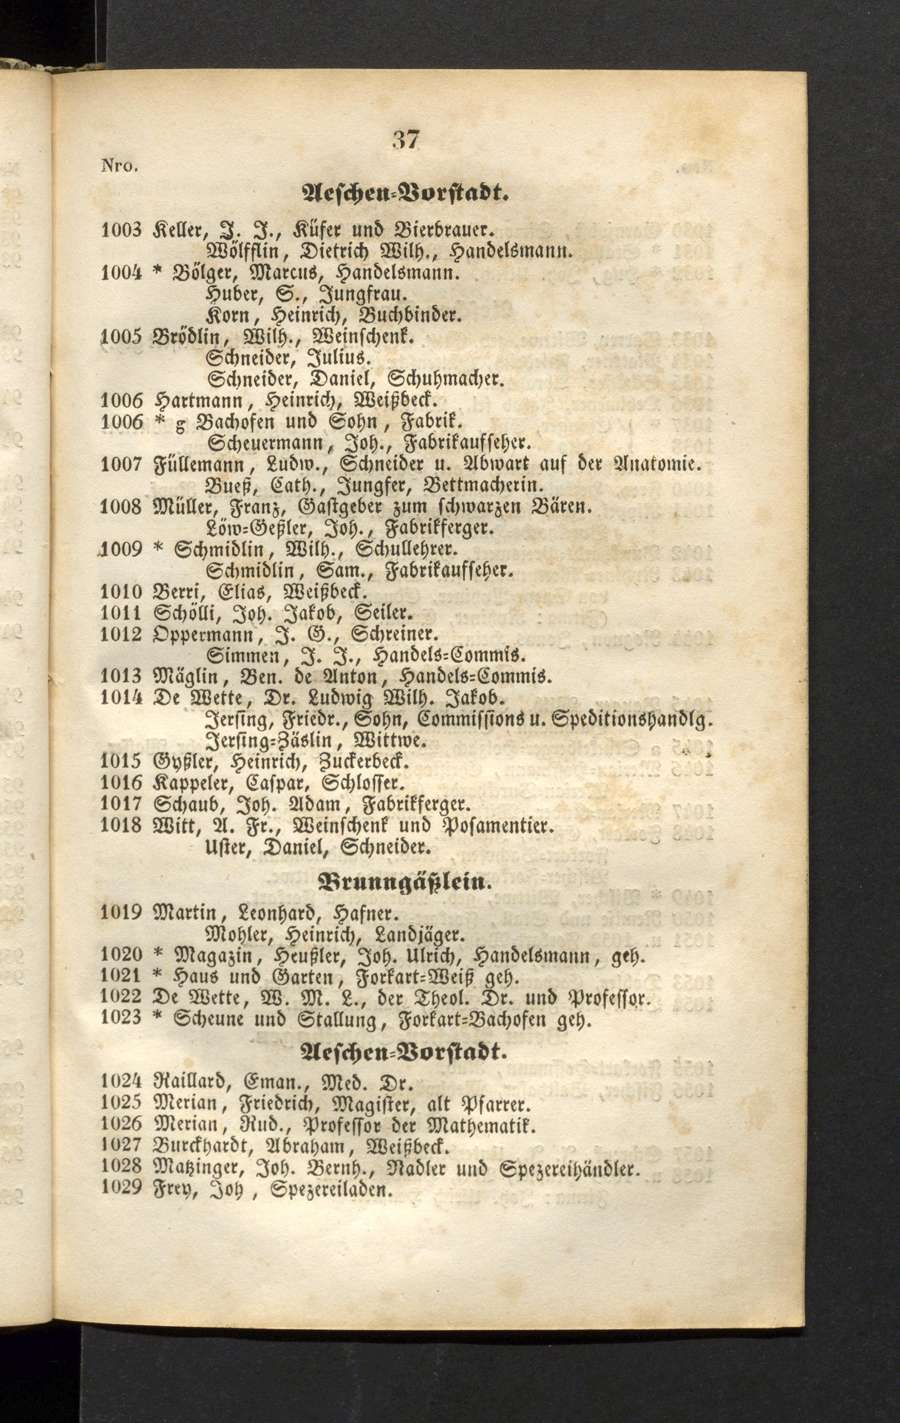 37
Nro.
Aeschen-Vorstadt.
1003 Keller, J. J., Küfer und Bierbrauer.
Wölfflin, Dietrich Wilh., Handelsmann.
1004 * Bölger, Marcus, Handelsmann.
Huber, S., Jungfrau.
Korn, Heinrich, Buchbinder.
1005 Brödlin, Wilh., Weinschenk.
Schneider, Julius.
Schneider, Daniel, Schuhmacher.
1006 Hartmann, Heinrich, Weißbeck.
1006 * g Bachofen und Sohn, Fabrik.
Scheuermann, Joh., Fabrikaufseher.
1007 Füllemann, Ludw., Schneider u. Abwart auf der Anatomie.
Bueß, Cath., Jungfer, Bettmacherin.
1008 Müller, Franz, Gastgeber zum schwarzen Bären.
Löw-Geßler, Joh., Fabrikferger.
1009 * Schmidlin, Wilh., Schullehrer.
Schmidlin, Sam., Fabrikaufseher.
1010 Berri, Elias, Weißbeck.
1011 Schölli, Joh. Jakob, Seiler.
1012 Oppermann, J. G., Schreiner.
Simmen, J. J., Handels-Commis.
1013 Mäglin, Ben. de Anton, Handels-Commis.
1014 De Wette, Dr. Ludwig Wilh. Jakob.
Jersing, Friedr., Sohn, Commissions u. Speditionshandlg.
Jersing-Zäslin, Wittwe.
1015 Gyßler, Heinrich, Zuckerbeck.
1016 Kappeler, Caspar, Schlosser.
1017 Schaub, Joh. Adam, Fabrikferger.
1018 Witt, A. Fr., Weinschenk und Posamentier.
Uster, Daniel, Schneider.
Brunngäßlein.
1019 Martin, Leonhard, Hafner.
Mohler, Heinrich, Landjäger.
1020 * Magazin, Heußler, Joh. Ulrich, Handelsmann, geh.
1021 * Haus und Garten, Forkart-Weiß geh.
1022 De Wette, W. M. L., der Theol. Dr. und Professor.
1023 * Scheune und Stallung, Forkart-Bachofen geh.
Aeschen-Vorstadt.
1024 Raillard, Eman., Med. Dr.
1025 Merian, Friedrich, Magister, alt Pfarrer.
1026 Merian, Rud., Professor der Mathematik.
1027 Burckhardt, Abraham, Weißbeck.
1028 Matzinger, Joh. Bernh., Nadler und Spezereihändler.
1029 Frey, Joh , Spezereiladen.